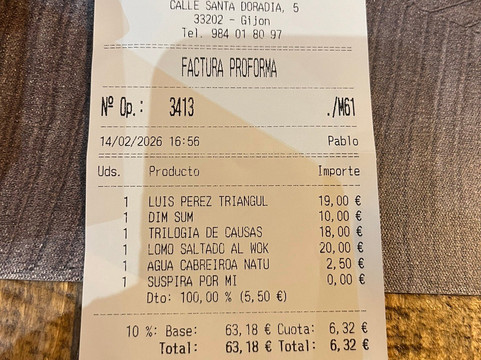 CALLE SANTA DORADIA, 5
33202 - Gijon
Tel. 984 01 80 97
FACTURA PROFORMA
Nº Op.: 3413 ./M61
14/02/2026 16:56 Pablo
Uds. Producto Importe
1 LUIS PEREZ TRIANGUL 19,00 €
1 DIM SUM 10,00 €
1 TRILOGIA DE CAUSAS 18,00 €
1 LOMO SALTADO AL WOK 20,00 €
1 AGUA CABREIROA NATU 2,50 €
1 SUSPIRA POR MI 0,00 €
Dto: 100,00 % (5,50 €)
10 %: Base: 63,18 € Cuota: 6,32 €
Total: 63,18 € Total: 6,32 €